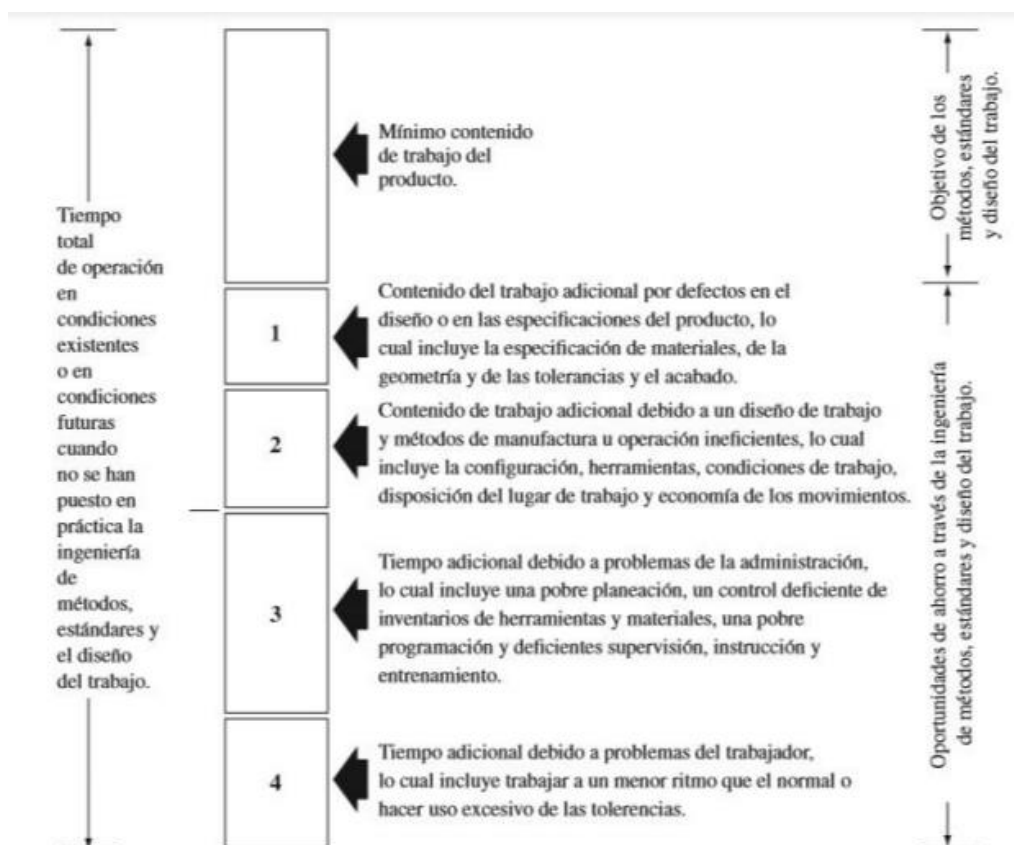 Tiempo
total
de operación
en
condiciones
existentes
o en
condiciones
futuras
cuando
no se han
puesto en
práctica la
ingeniería
de
métodos,
estándares y
el diseño
del trabajo.
Mínimo contenido
de trabajo del
producto.
1
Contenido del trabajo adicional por defectos en el
diseño o en las especificaciones del producto, lo
cual incluye la especificación de materiales, de la
geometría y de las tolerancias y el acabado.
2
Contenido de trabajo adicional debido a un diseño de trabajo
y métodos de manufactura u operación ineficientes, lo cual
incluye la configuración, herramientas, condiciones de trabajo,
disposición del lugar de trabajo y economía de los movimientos.
3
Tiempo adicional debido a problemas de la administración,
lo cual incluye una pobre planeación, un control deficiente de
inventarios de herramientas y materiales, una pobre
programación y deficientes supervisión, instrucción y
entrenamiento.
4
Tiempo adicional debido a problemas del trabajador,
lo cual incluye trabajar a un menor ritmo que el normal o
hacer uso excesivo de las tolerencias.
Objetivo de los
métodos, estándares
y diseño del trabajo.
Oportunidades de ahorro a través de la ingeniería
de métodos, estándares y diseño del trabajo.